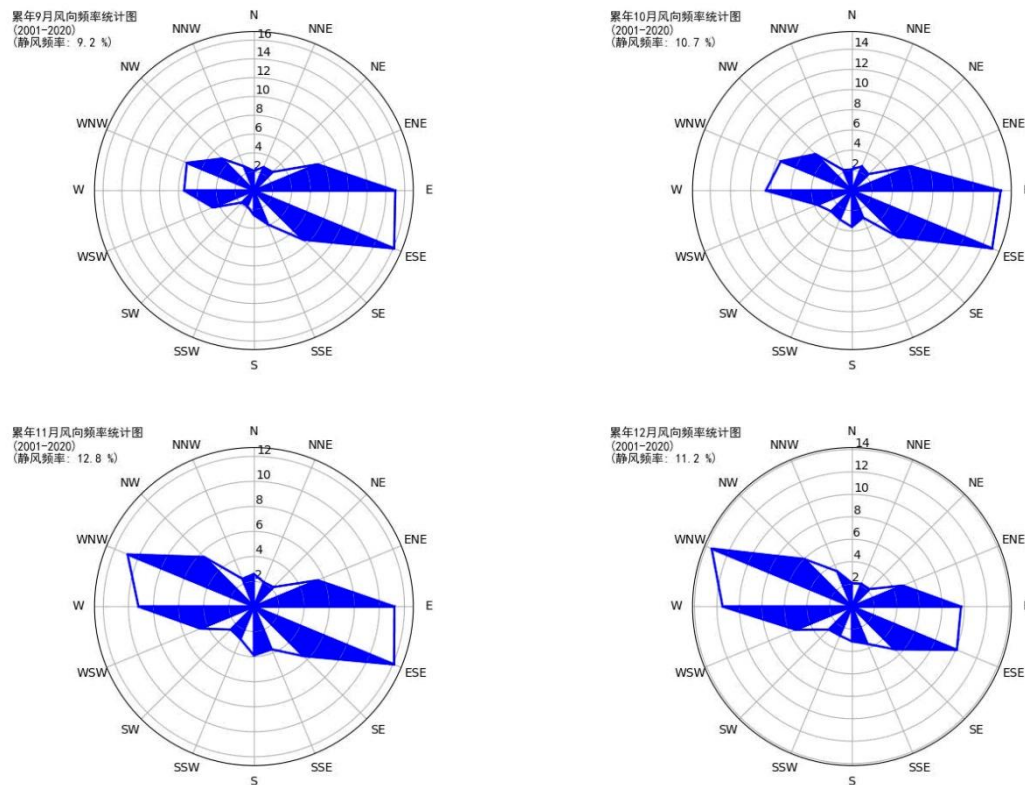 累年9月风向频率统计图
(2001-2020)
(静风频率: 9.2 %)
N
NNE
NE
ENE
E
ESE
SE
SSE
S
SSW
SW
WSW
W
WNW
NW
NNW
16
14
12
10
8
6
4
2
累年10月风向频率统计图
(2001-2020)
(静风频率: 10.7 %)
N
NNE
NE
ENE
ESE
SE
SSE
S
SSW
SW
WSW
W
WNW
NW
NNW
14
12
10
8
6
4
2
累年11月风向频率统计图
(2001-2020)
(静风频率: 12.8 %)
N
NNE
NE
ENE
E
ESE
SE
SSE
S
SSW
SW
WSW
W
WNW
NW
NNW
12
10
8
6
4
2
累年12月风向频率统计图
(2001-2020)
(静风频率: 11.2 %)
N
NNE
NE
ENE
ESE
SE
SSE
S
SSW
SW
WSW
W
WNW
NW
NNW
14
12
10
8
6
4
2